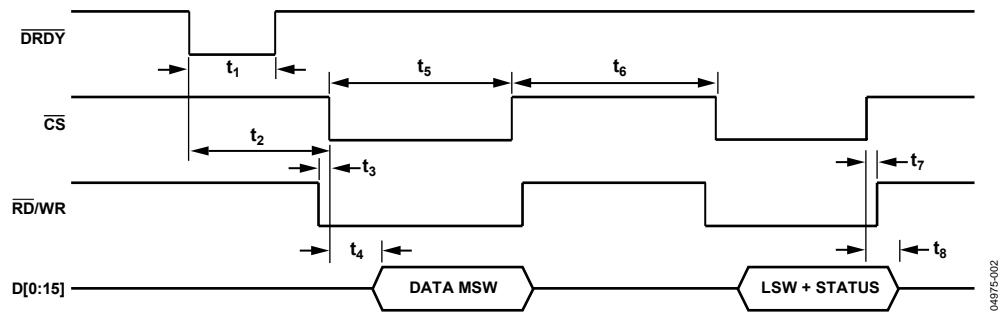 DRDY
t1
t5
t6
CS
t2
t3
t7
RD/WR
t4
t8
D[0:15]
DATA MSW
LSW + STATUS
04975-002